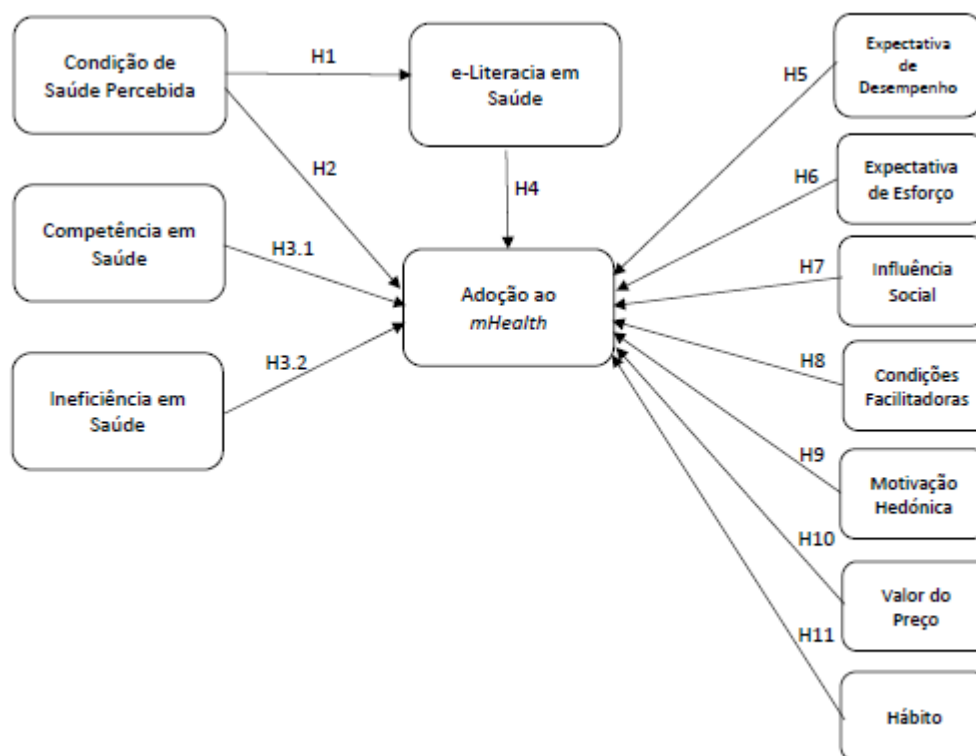 Condição de
Saúde Percebida
H1
e-Literacia em
Saúde
Expectativa
de
Desempenho
H5
H2
H4
H6
Expectativa
de Esforço
Competência em
Saúde
H3.1
Adoção ao
mHealth
H7
Influência
Social
H3.2
Ineficiência em
Saúde
H8
Condições
Facilitadoras
H9
Motivação
Hedónica
H10
Valor do
Preço
H11
Hábito